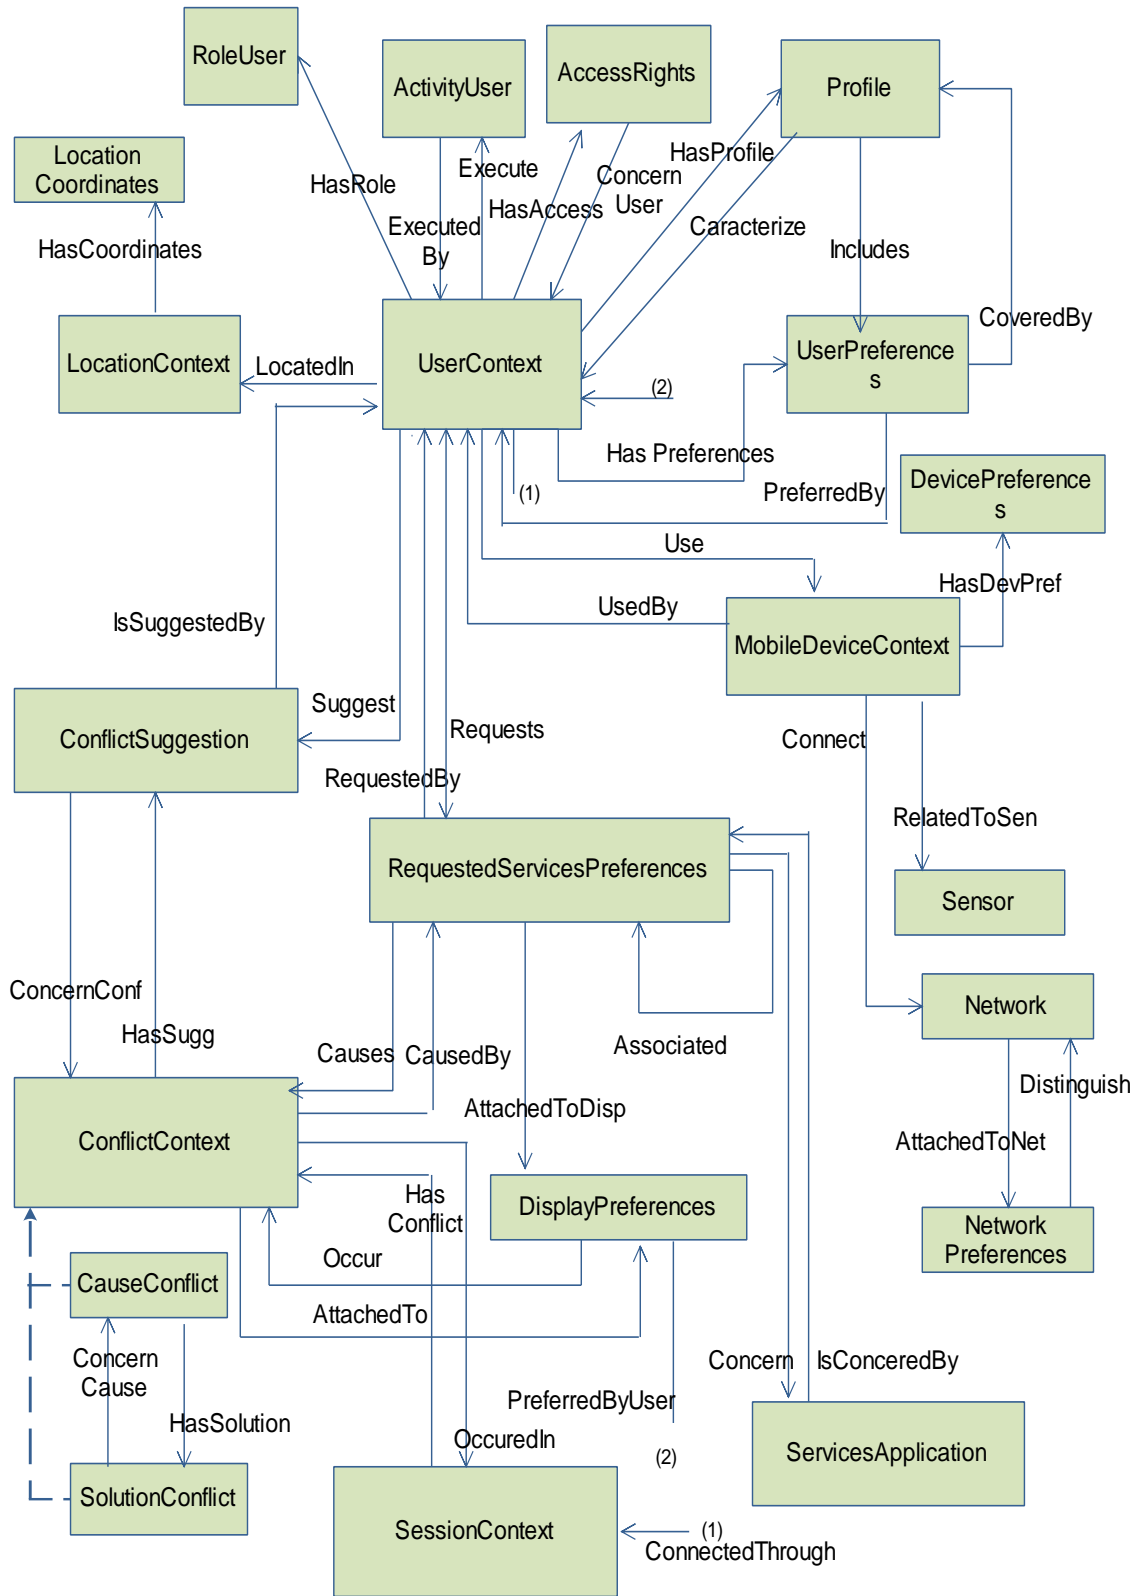 RoleUser
ActivityUser
AccessRights
Profile
Location
Coordinates
HasRole
Execute
HasProfile
Concern
User
HasAccess
Executed
By
Caracterize
Includes
HasCoordinates
CoveredBy
LocationContext
LocatedIn
UserContext
UserPreference
s
(2)
Has Preferences
(1)
PreferredBy
DevicePreference
s
Use
HasDevPref
UsedBy
IsSuggestedBy
MobileDeviceContext
Suggest
ConflictSuggestion
Requests
Connect
RequestedBy
RelatedToSen
RequestedServicesPreferences
Sensor
ConcernConf
HasSugg
Network
Causes
CausedBy
Associated
Distinguish
AttachedToDisp
ConflictContext
AttachedToNet
Has
Conflict
DisplayPreferences
Network
Preferences
Occur
CauseConflict
AttachedTo
Concern
Cause
Concern
IsConceredBy
PreferredByUser
HasSolution
OccuredIn
(2)
ServicesApplication
SolutionConflict
SessionContext
(1)
ConnectedThrough